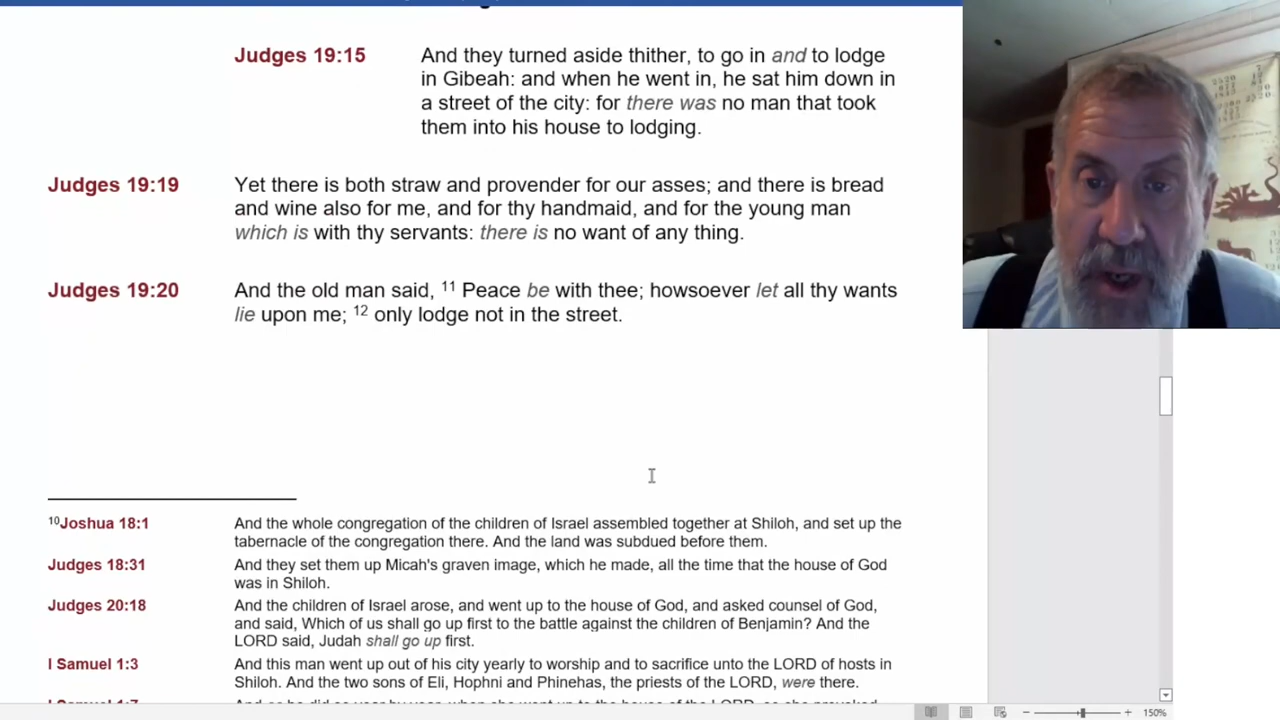 Judges 19:15 And they turned aside thither, to go in and to lodge
in Gibeah: and when he went in, he sat him down in
a street of the city: for there was no man that took
them into his house to lodging.
Judges 19:19 Yet there is both straw and provender for our asses; and there is bread
and wine also for me, and for thy handmaid, and for the young man
which is with thy servants: there is no want of any thing.
Judges 19:20 And the old man said, 11 Peace be with thee; howsoever let all thy wants
lie upon me; 12 only lodge not in the street.
10Joshua 18:1 And the whole congregation of the children of Israel assembled together at Shiloh, and set up the
tabernacle of the congregation there. And the land was subdued before them.
Judges 18:31 And they set them up Micah's graven image, which he made, all the time that the house of God
was in Shiloh.
Judges 20:18 And the children of Israel arose, and went up to the house of God, and asked counsel of God,
and said, Which of us shall go up first to the battle against the children of Benjamin? And the
LORD said, Judah shall go up first.
I Samuel 1:3 And this man went up out of his city yearly to worship and to sacrifice unto the LORD of hosts in
Shiloh. And the two sons of Eli, Hophni and Phinehas, the priests of the LORD, were there.
150%